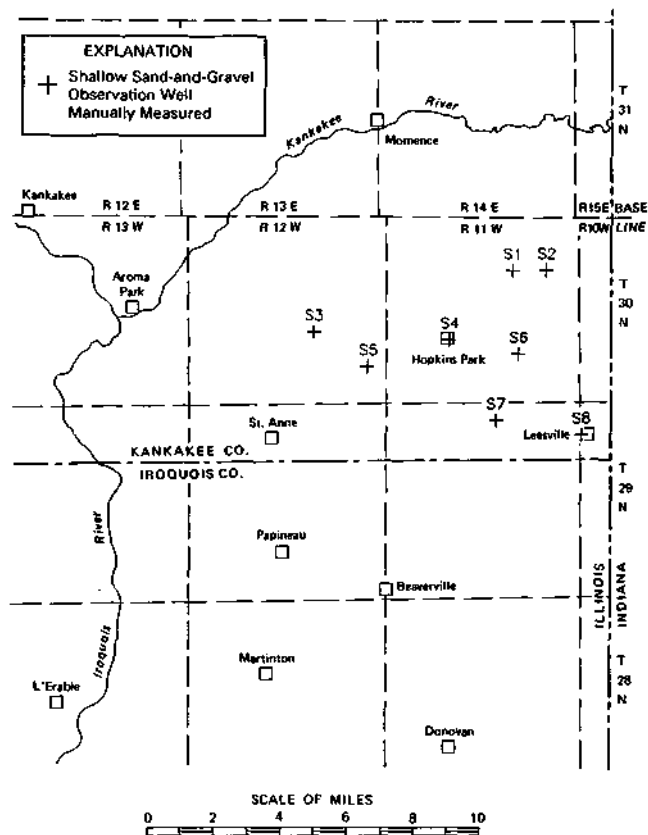 EXPLANATION
Shallow Sand-and-Gravel
Observation Well
Manually Measured
T
31
N
Kankakee River
Momence
Kankakee
R 12 E
R 13 E
R 14 E
R 15E BASE
R 13 W
R 12 W
R 11 W
R10W LINE
S1
S2
Aroma
Park
T
30
N
S3
S4
S6
Hopkins Park
S5
S7
S8
St. Anne
Leesville
KANKAKEE CO.
IROQUOIS CO.
T
29
N
River
Papineau
Beaverville
ILLINOIS
INDIANA
Iroquois
Martinton
T
28
N
L'Erable
Donovan
SCALE OF MILES
0 2 4 6 8 10